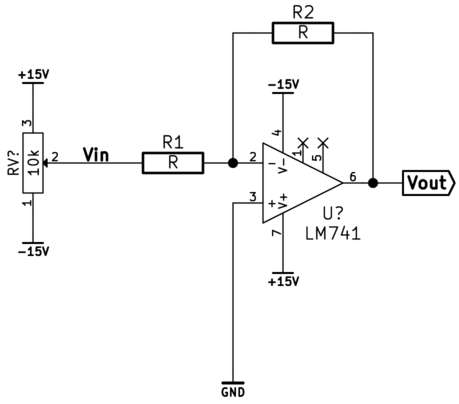 R2
R
+15V
-15V
3
RV?
10k
2
Vin
R1
R
4
1
5
2
-
V-
6
Vout
3
+
V+
1
7
U?
LM741
-15V
+15V
GND